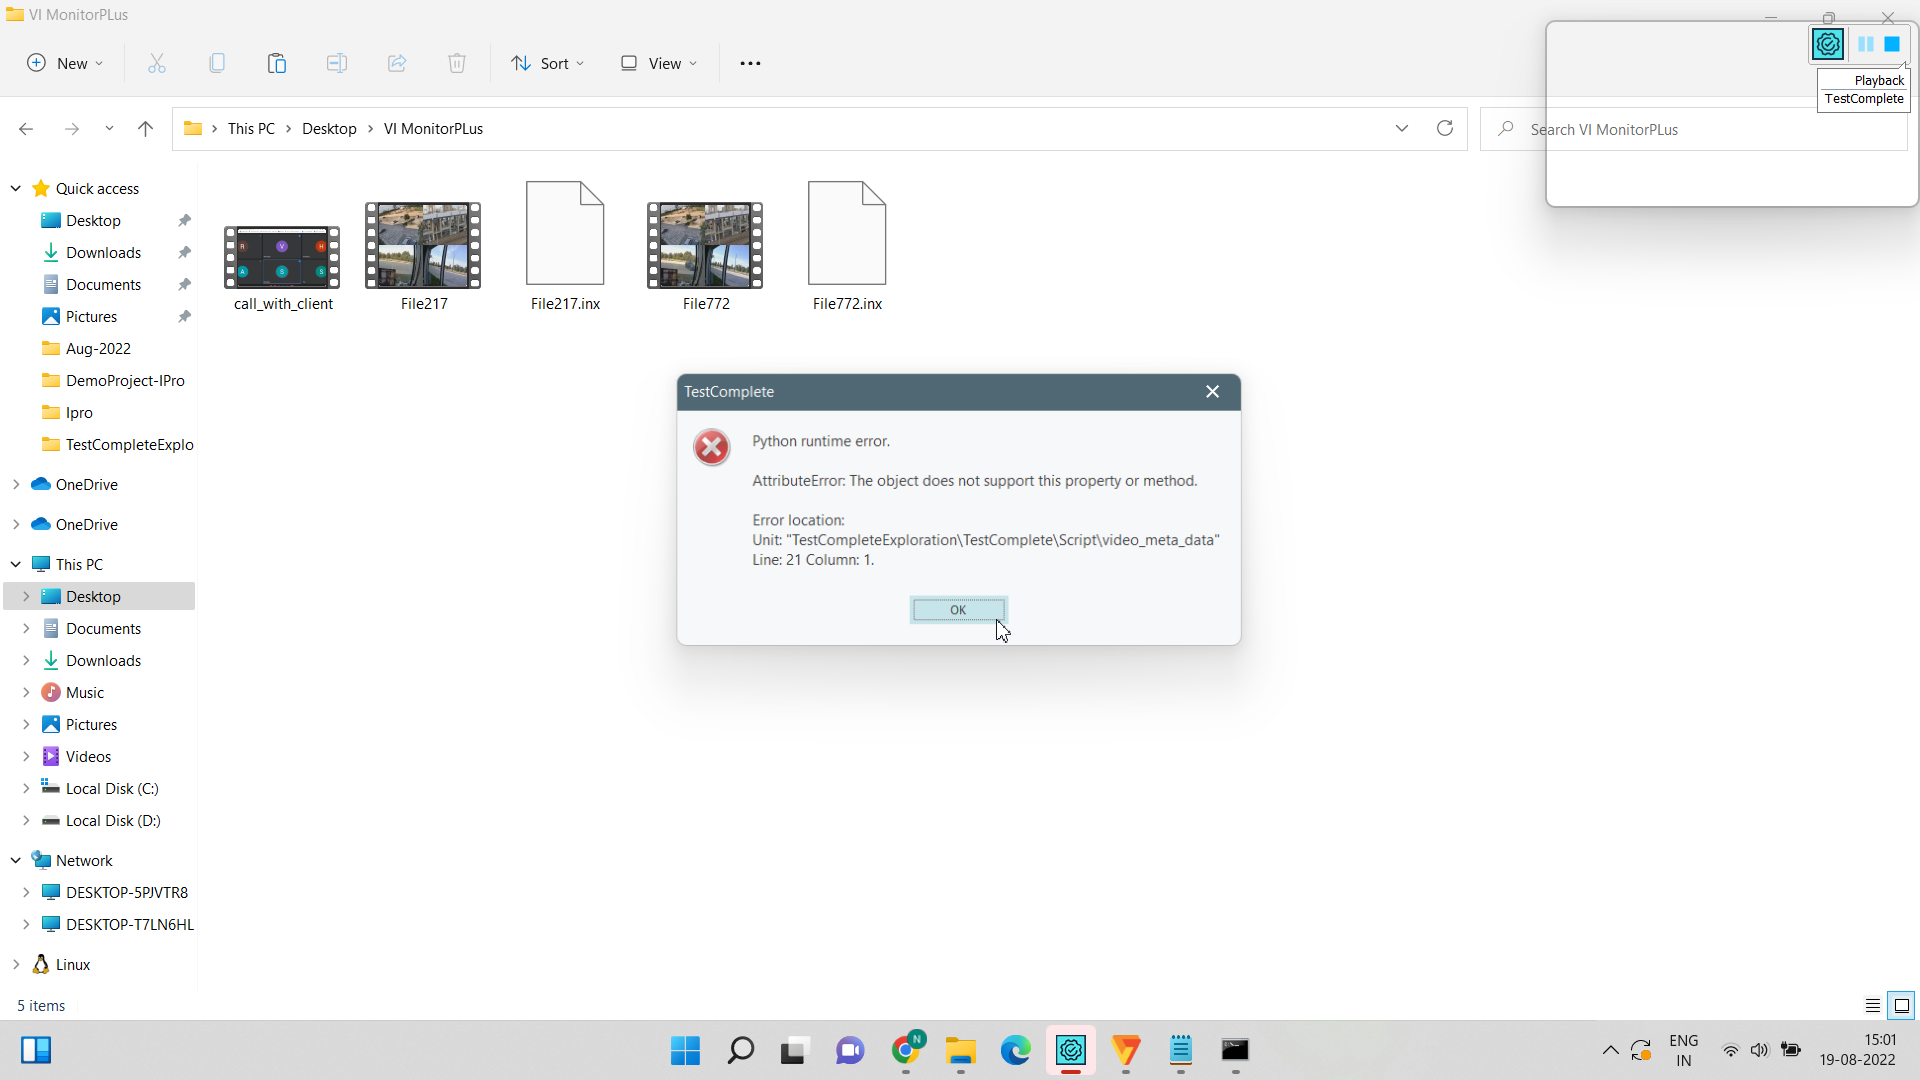 VI MonitorPLus
New
Sort
View
Playback
TestComplete
This PC
Desktop
VI MonitorPLus
Search VI MonitorPLus
Quick access
Desktop
Downloads
Documents
Pictures
Aug-2022
DemoProject-IPro
Ipro
TestCompleteExplo
OneDrive
OneDrive
This PC
Desktop
Documents
Downloads
Music
Pictures
Videos
Local Disk (C:)
Local Disk (D:)
Network
DESKTOP-5PJVTR8
DESKTOP-T7LN6HL
Linux
call_with_client
File217
File217.inx
File772
File772.inx
TestComplete
Python runtime error.
AttributeError: The object does not support this property or method.
Error location:
Unit: "TestCompleteExploration\TestComplete\Script\video_meta_data"
Line: 21 Column: 1.
OK
5 items
N
ENG
IN
15:01
19-08-2022